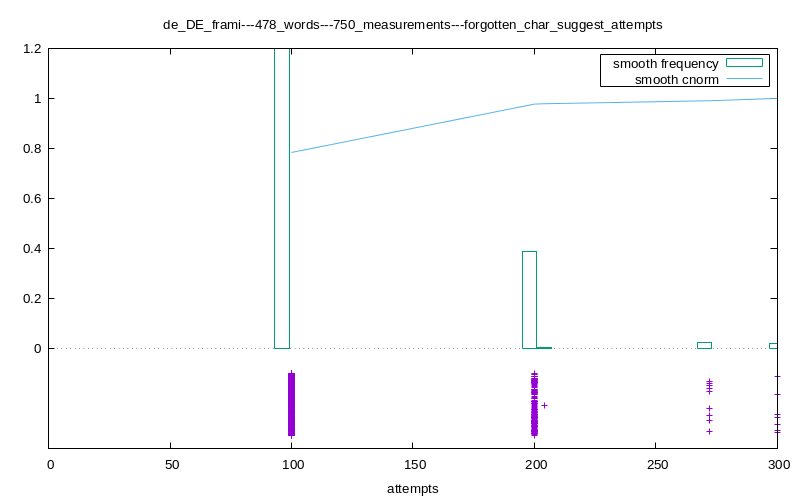 de_DE_frami---478_words---750_measurements---forgotten_char_suggest_attempts
smooth frequency
smooth cnorm
1.2
1
0.8
0.6
0.4
0.2
0
0 50 100 150 200 250 300
attempts